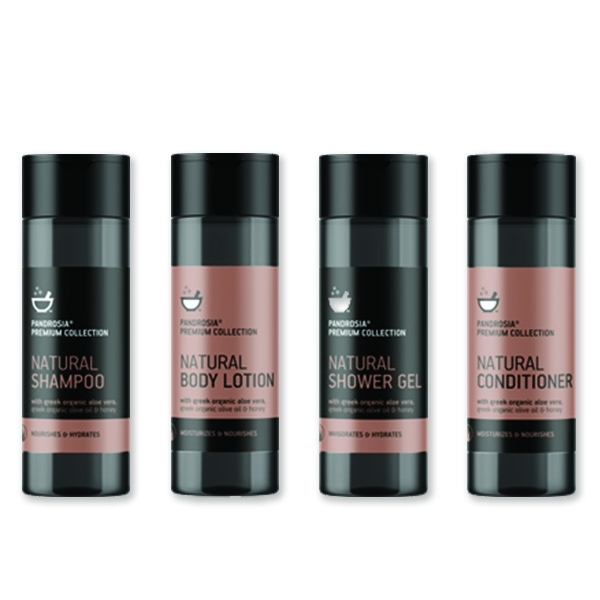 PANDROSIA®
PREMIUM COLLECTION
NATURAL
SHAMPOO
with greek organic aloe vera,
greek organic olive oil & honey
NOURISHES & HYDRATES
PANDROSIA®
PREMIUM COLLECTION
NATURAL
BODY LOTION
with greek organic aloe vera,
greek organic olive oil & honey
MOISTURIZES & NOURISHES
PANDROSIA®
PREMIUM COLLECTION
NATURAL
SHOWER GEL
with greek organic aloe vera,
greek organic olive oil & honey
INVIGORATES & HYDRATES
PANDROSIA®
PREMIUM COLLECTION
NATURAL
CONDITIONER
with greek organic aloe vera,
greek organic olive oil & honey
MOISTURIZES & NOURISHES